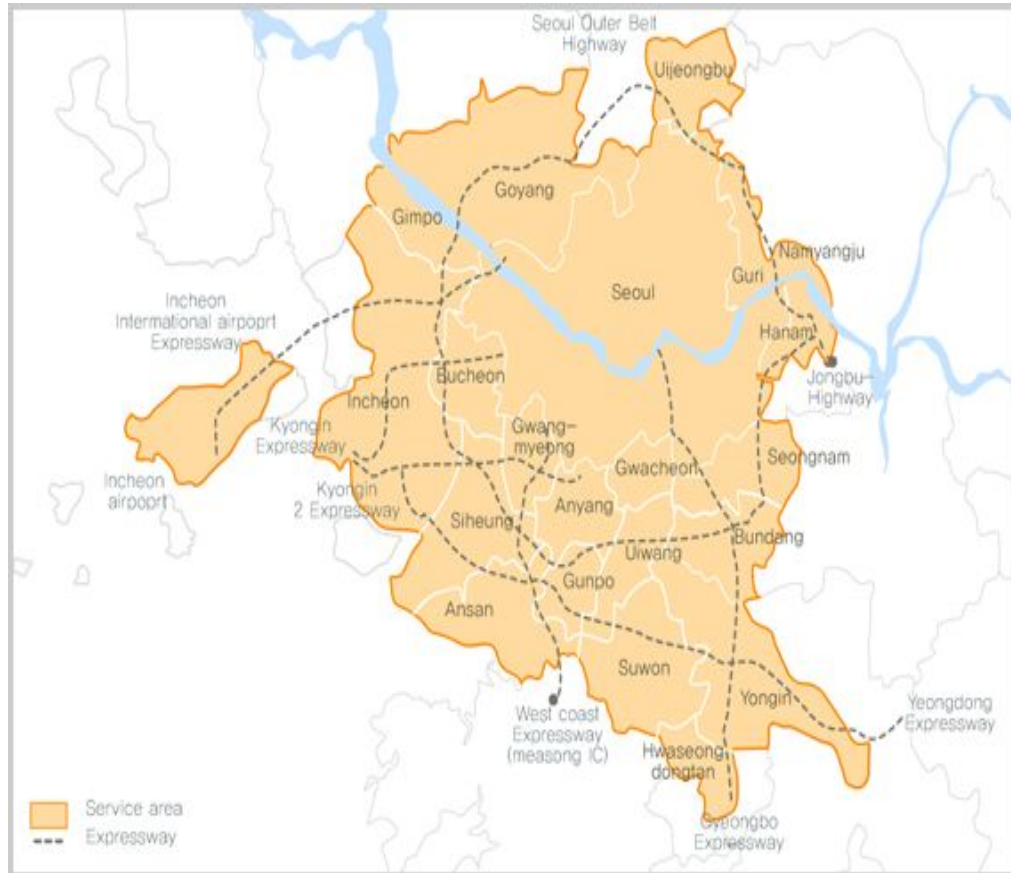 Seoul Outer Belt
Highway
Uijeongbu
Goyang
Gimpo
Namyangju
Guri
Seoul
Incheon
Intermational airpoprt
Expressway
Hanam
Jongbu-
Highway
Bucheon
Incheon
Kyongin
Expressway
Gwang-
myeong
Gwacheon
Seongnam
Incheon
airpoprt
Kyongin
2 Expressway
Anyang
Siheung
Bundang
Uiwang
Gunpo
Ansan
Suwon
Yongin
Yeongdong
Expressway
West coast
Expressway
(measong IC)
Hwaseong
dongtan
Gyeongbo
Expressway
Service area
Expressway